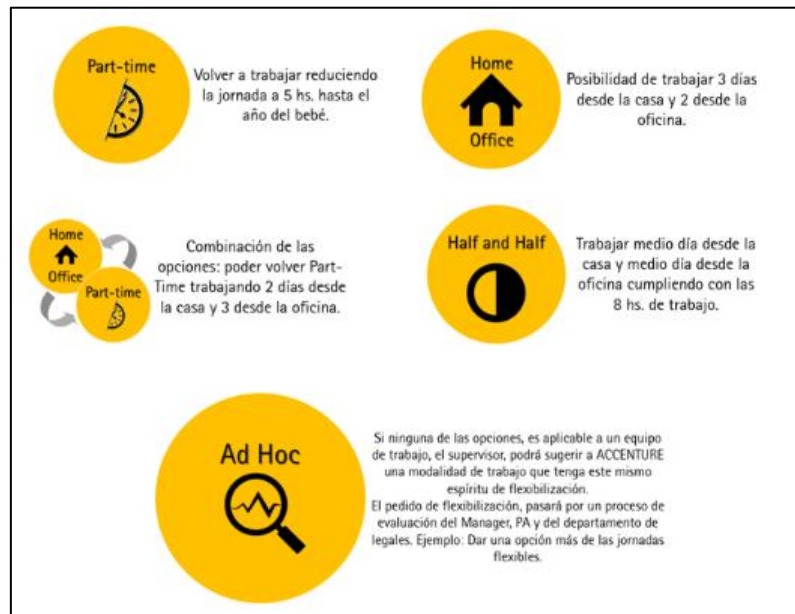 Part-time
Volver a trabajar reduciendo
la jornada a 5 hs. hasta el
año del bebé.
Home
Office
Posibilidad de trabajar 3 días
desde la casa y 2 desde la
oficina.
Home
Office
Part-time
Combinación de las
opciones: poder volver Part-
Time trabajando 2 días desde
la casa y 3 desde la oficina.
Half and Half
Trabajar medio día desde la
casa y medio día desde la
oficina cumpliendo con las
8 hs. de trabajo.
Ad Hoc
Si ninguna de las opciones, es aplicable a un equipo
de trabajo, el supervisor, podrá sugerir a ACCENTURE
una modalidad de trabajo que tenga este mismo
espíritu de flexibilización.
El pedido de flexibilización, pasará por un proceso de
evaluación del Manager, PA y del departamento de
legales. Ejemplo: Dar una opción más de las jornadas
flexibles.